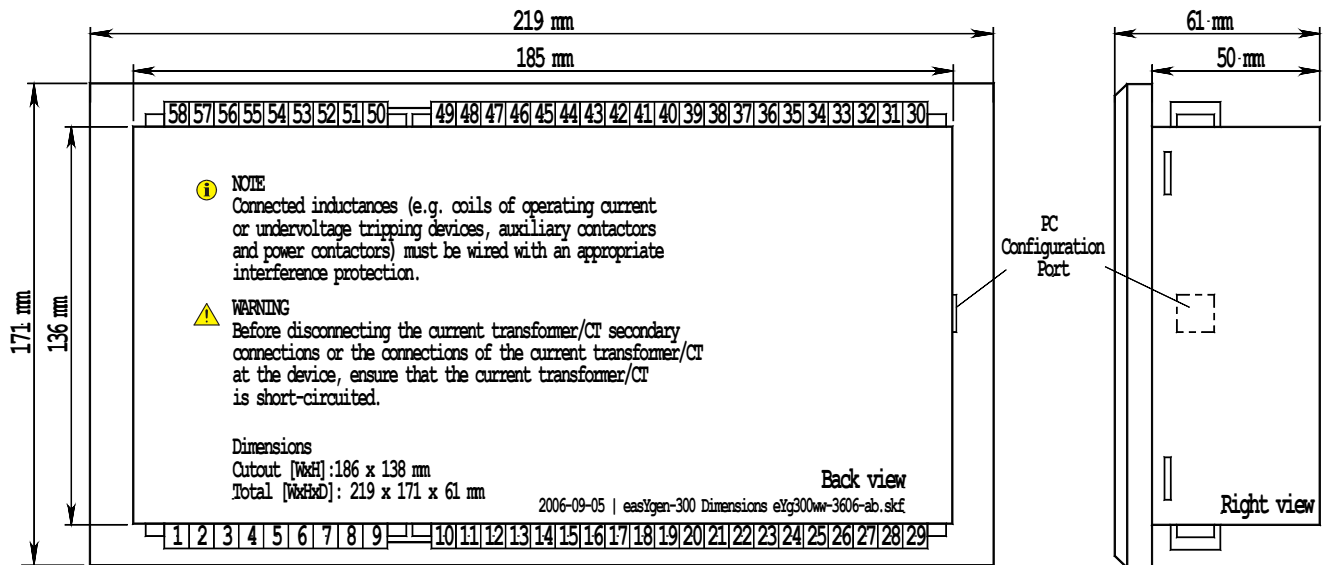 219 mm
61 mm
185 mm
50 mm
58 57 56 55 54 53 52 51 50 49 48 47 46 45 44 43 42 41 40 39 38 37 36 35 34 33 32 31 30
i NOTE
Connected inductances (e.g. coils of operating current
or undervoltage tripping devices, auxiliary contactors
and power contactors) must be wired with an appropriate
interference protection.
! WARNING
Before disconnecting the current transformer/CT secondary
connections or the connections of the current transformer/CT
at the device, ensure that the current transformer/CT
is short-circuited.
171 mm
136 mm
PC
Configuration
Port
Dimensions
Cutout [WxH]:186 x 138 mm
Total [WxHxD]: 219 x 171 x 61 mm
Back view
2006-09-05 | easYgen-300 Dimensions eYg300ww-3606-ab.skf
Right view
1 2 3 4 5 6 7 8 9 10 11 12 13 14 15 16 17 18 19 20 21 22 23 24 25 26 27 28 29